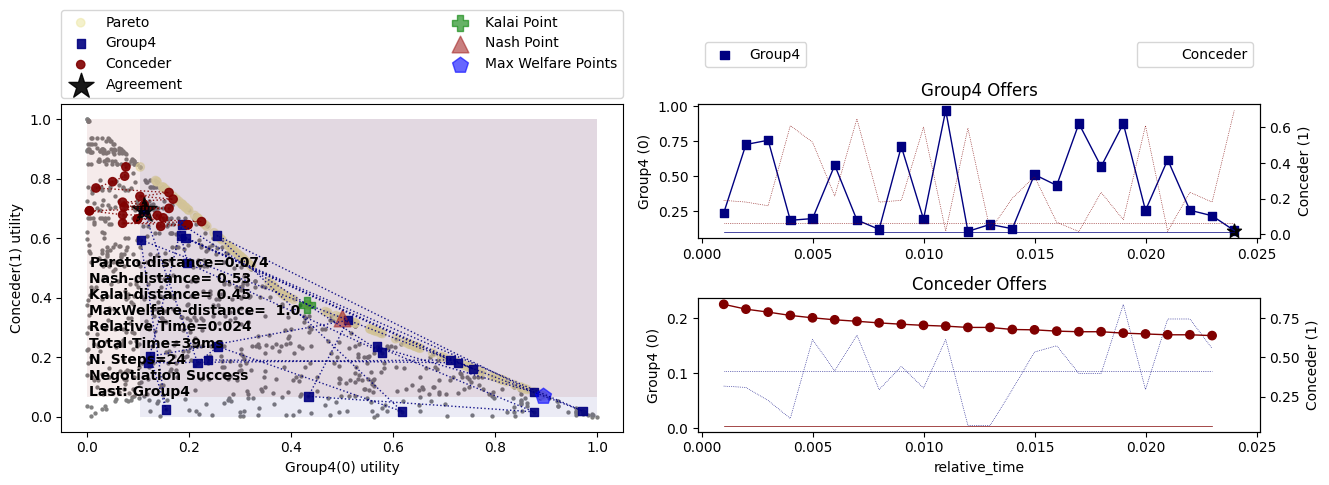 Pareto
Group4
Conceder
Agreement
Kalai Point
Nash Point
Max Welfare Points
1.0
0.8
0.6
0.4
0.2
0.0
Conceder(1) utility
Pareto-distance=0.074
Nash-distance= 0.53
Kalai-distance= 0.45
MaxWelfare-distance=  1.0
Relative Time=0.024
Total Time=39ms
N. Steps=24
Negotiation Success
Last: Group4
0.0 0.2 0.4 0.6 0.8 1.0
Group4(0) utility
Group4
Conceder
Group4 Offers
1.00
0.75
0.50
0.25
Group4 (0)
0.6
0.4
0.2
0.0
Conceder (1)
0.000 0.005 0.010 0.015 0.020 0.025
Conceder Offers
0.2
0.1
0.0
Group4 (0)
0.75
0.50
0.25
Conceder (1)
0.000 0.005 0.010 0.015 0.020 0.025
relative_time